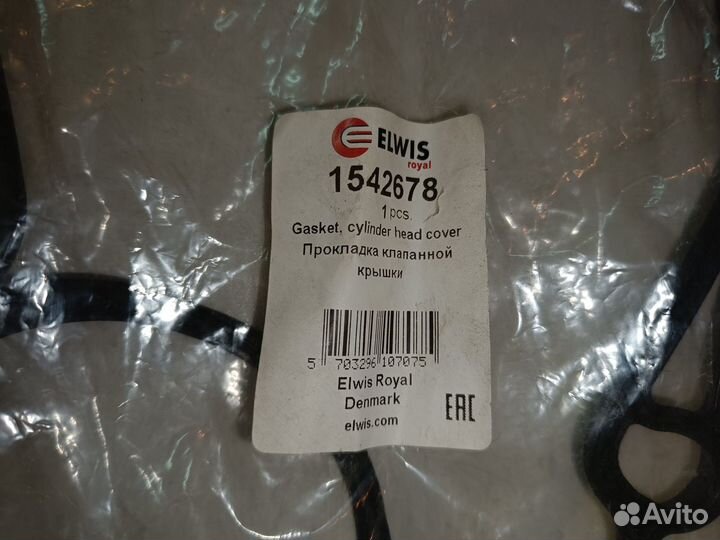 ELWIS
royal
1542678
1 pcs.
Gasket, cylinder head cover
Прокладка клапанной
крышки
5 703296 107075
Elwis Royal
Denmark
elwis.com
EAC
Avito